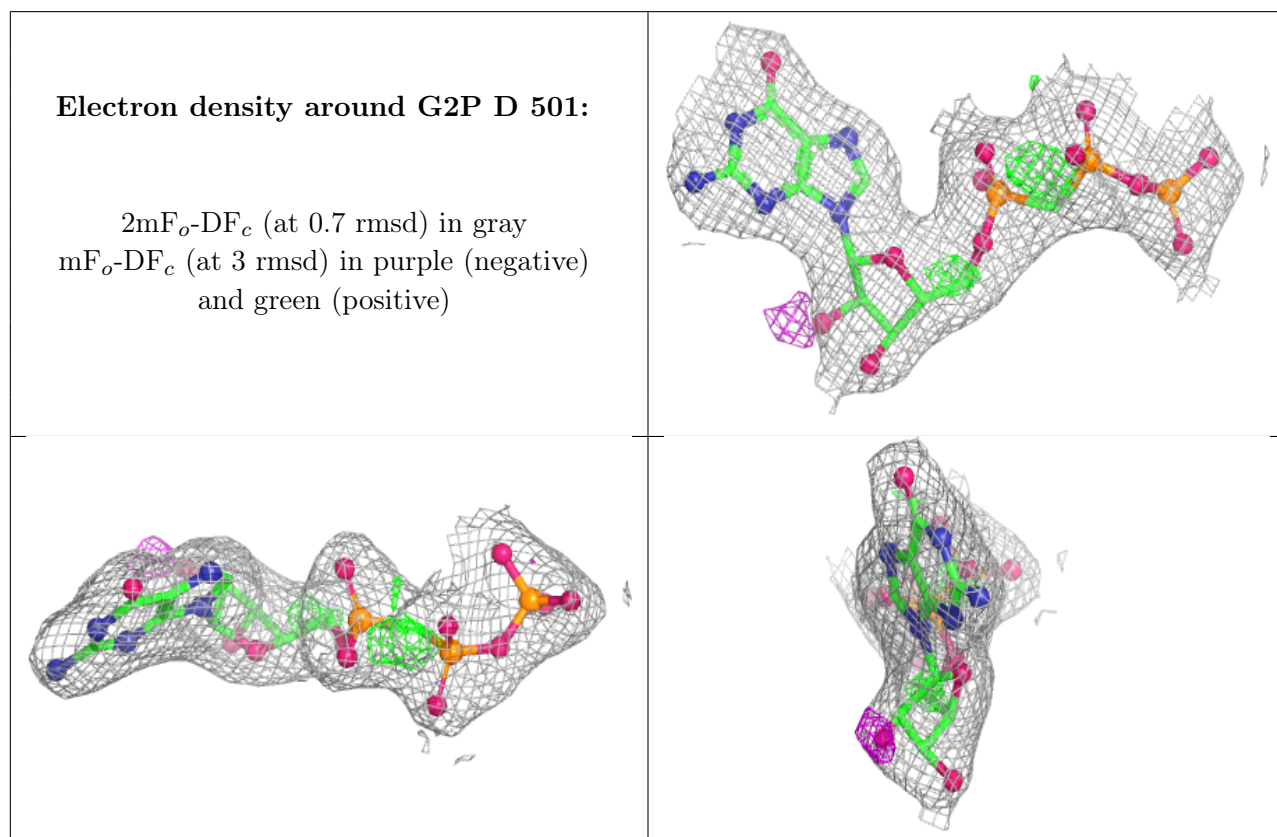 Electron density around G2P D 501:
2mFo-DFc (at 0.7 rmsd) in gray
mFo-DFc (at 3 rmsd) in purple (negative)
and green (positive)